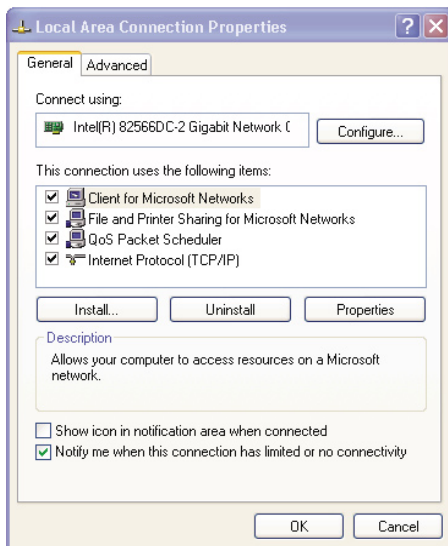 Local Area Connection Properties
General Advanced
Connect using:
Intel(R) 82566DC-2 Gigabit Network C
Configure...
This connection uses the following items:
Client for Microsoft Networks
File and Printer Sharing for Microsoft Networks
QoS Packet Scheduler
Internet Protocol (TCP/IP)
Install... Uninstall Properties
Description
Allows your computer to access resources on a Microsoft
network.
Show icon in notification area when connected
Notify me when this connection has limited or no connectivity
OK Cancel